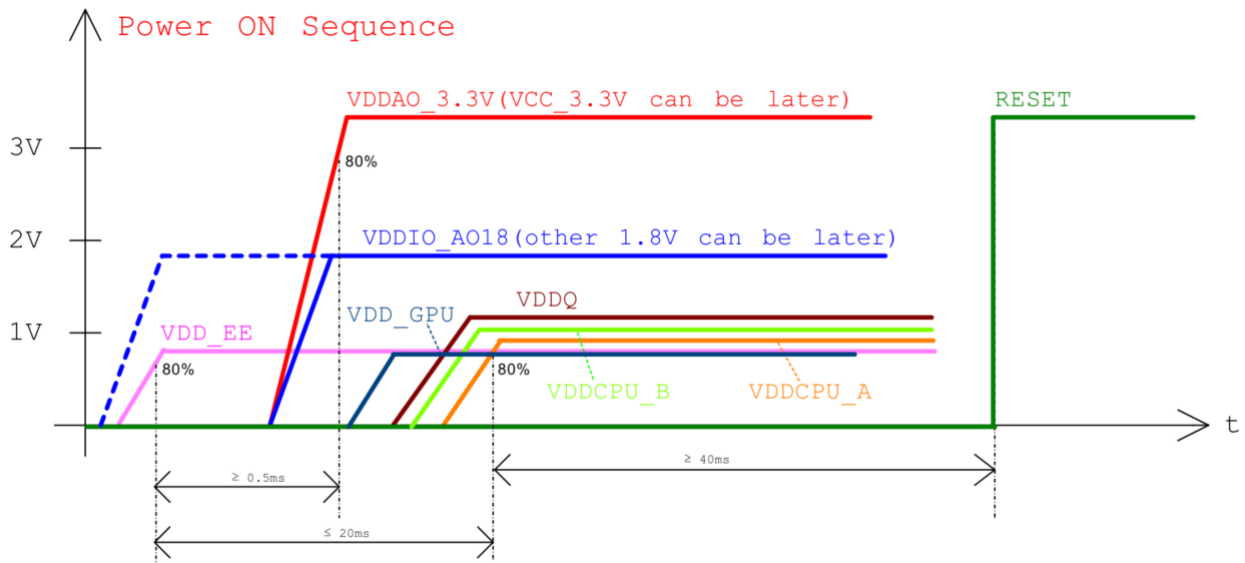 Power ON Sequence
VDDAO_3.3V(VCC_3.3V can be later)
RESET
3V
80%
2V
VDDIO_AO18(other 1.8V can be later)
VDDQ
VDD_GPU
1V
VDD_EE
80%
80%
VDDCPU_B
VDDCPU_A
t
≥ 40ms
≥ 0.5ms
≤ 20ms